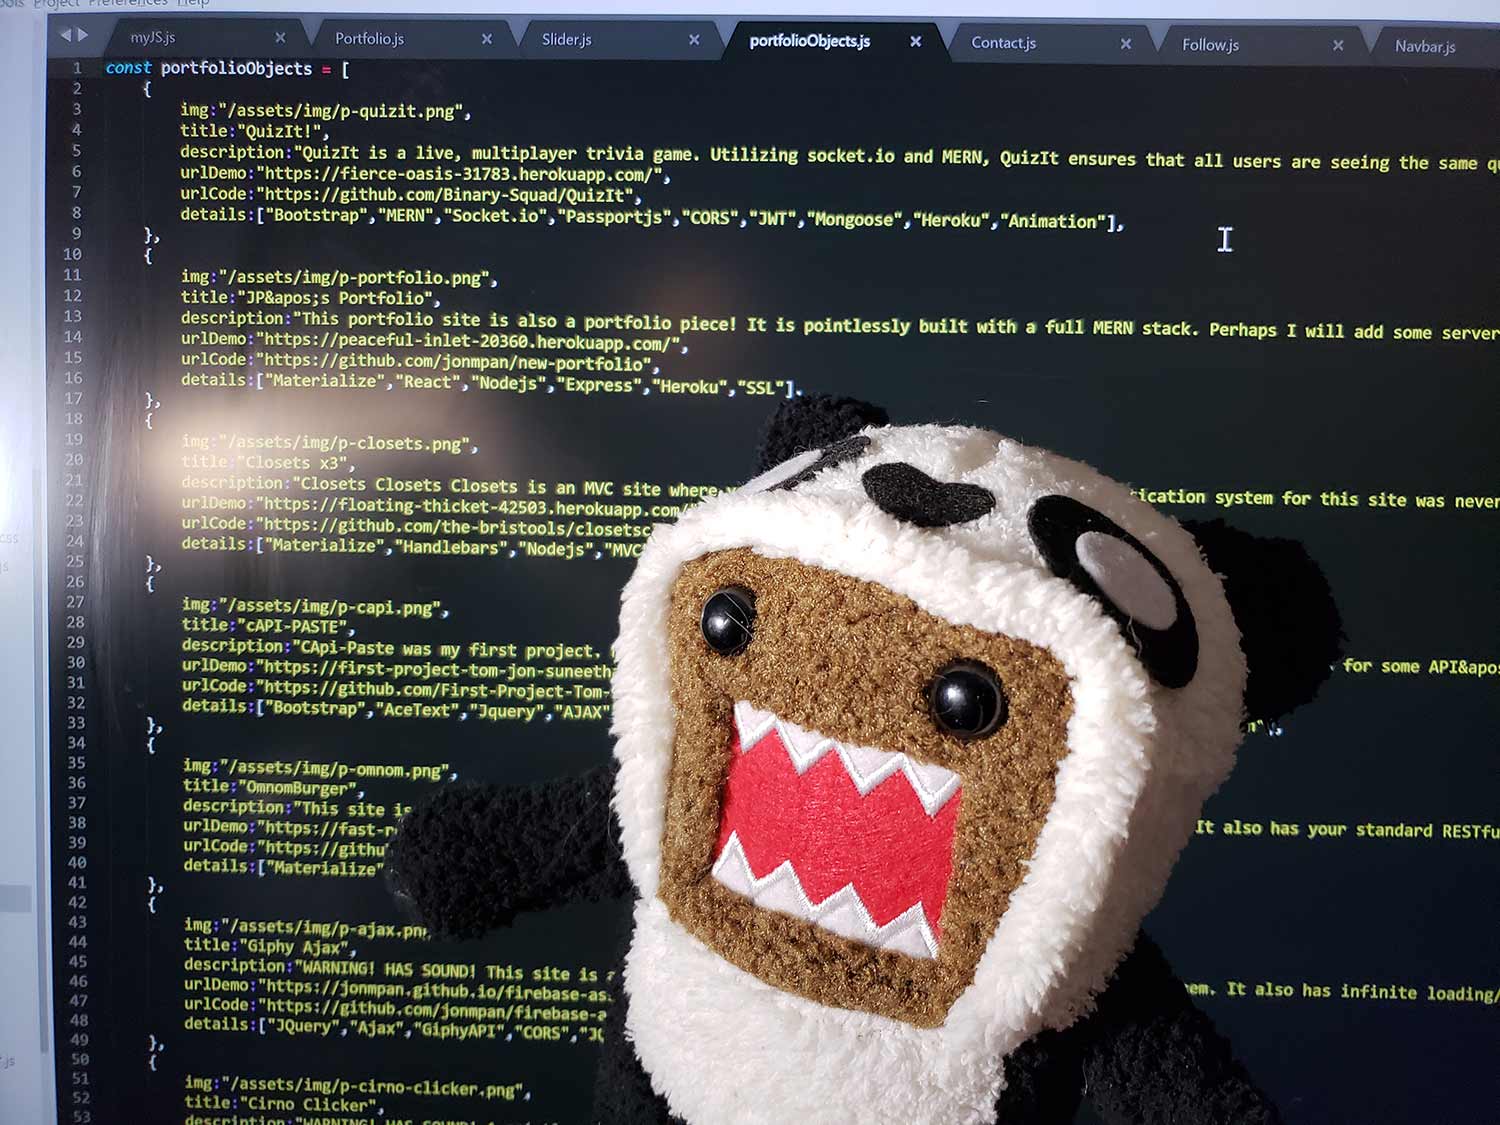 Project Preferences Help
myJS.js Portfolio.js Slider.js portfolioObjects.js Contact.js Follow.js Navbar.js
1 const portfolioObjects = [
2 {
3 img:"/assets/img/p-quizit.png",
4 title:"QuizIt!",
5 description:"QuizIt is a live, multiplayer trivia game. Utilizing socket.io and MERN, QuizIt ensures that all users are seeing the same
6 urlDemo:"https://fierce-oasis-31783.herokuapp.com/",
7 urlCode:"https://github.com/Binary-Squad/QuizIt",
8 details:["Bootstrap","MERN","Socket.io","Passportjs","CORS","JWT","Mongoose","Heroku","Animation"],
9 },
10 {
11 img:"/assets/img/p-portfolio.png",
12 title:"JP&apos;s Portfolio",
13 description:"This portfolio site is also a portfolio piece! It is pointlessly built with a full MERN stack. Perhaps I will add some server
14 urlDemo:"https://peaceful-inlet-20360.herokuapp.com/",
15 urlCode:"https://github.com/jonmpan/new-portfolio",
16 details:["Materialize","React","Nodejs","Express","Heroku","SSL"],
17 },
18 {
19 img:"/assets/img/p-closets.png",
20 title:"Closets x3",
21 description:"Closets Closets Closets is an MVC site where ication system for this site was never
22 urlDemo:"https://floating-thicket-42503.herokuapp.com/"
23 urlCode:"https://github.com/the-bristools/closetsc
24 details:["Materialize","Handlebars","Nodejs","MVC
25 },
26 {
27 img:"/assets/img/p-capi.png",
28 title:"cAPI-PASTE",
29 description:"CApi-Paste was my first project. for some API&apos
30 urlDemo:"https://first-project-tom-jon-suneeth
31 urlCode:"https://github.com/First-Project-Tom-
32 details:["Bootstrap","AceText","Jquery","AJAX" n"],
33 },
34 {
35 img:"/assets/img/p-omnom.png",
36 title:"OmnomBurger",
37 description:"This site is It also has your standard RESTfu
38 urlDemo:"https://fast-r
39 urlCode:"https://githu
40 details:["Materialize"
41 },
42 {
43 img:"/assets/img/p-ajax.png
44 title:"Giphy Ajax",
45 description:"WARNING! HAS SOUND! This site is em. It also has infinite loading/
46 urlDemo:"https://jonmpan.github.io/firebase-as
47 urlCode:"https://github.com/jonmpan/firebase-a
48 details:["JQuery","Ajax","GiphyAPI","CORS","JQ
49 },
50 {
51 img:"/assets/img/p-cirno-clicker.png",
52 title:"Cirno Clicker",
53 description:"WARNING! HAS SOUND!